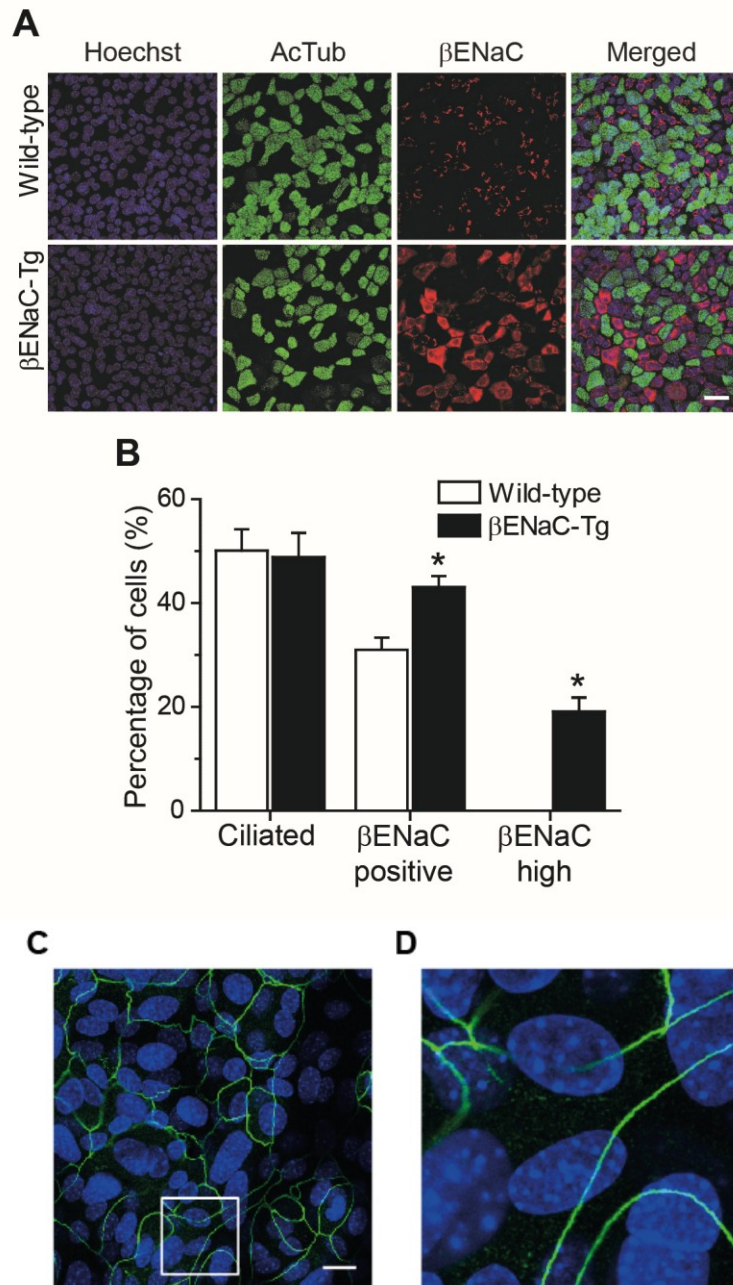 A
Hoechst AcTub βENaC Merged
Wild-type
βENaC-Tg
B
Percentage of cells (%)
60
40
20
0
Wild-type
βENaC-Tg
*
*
Ciliated
βENaC positive
βENaC high
C
D